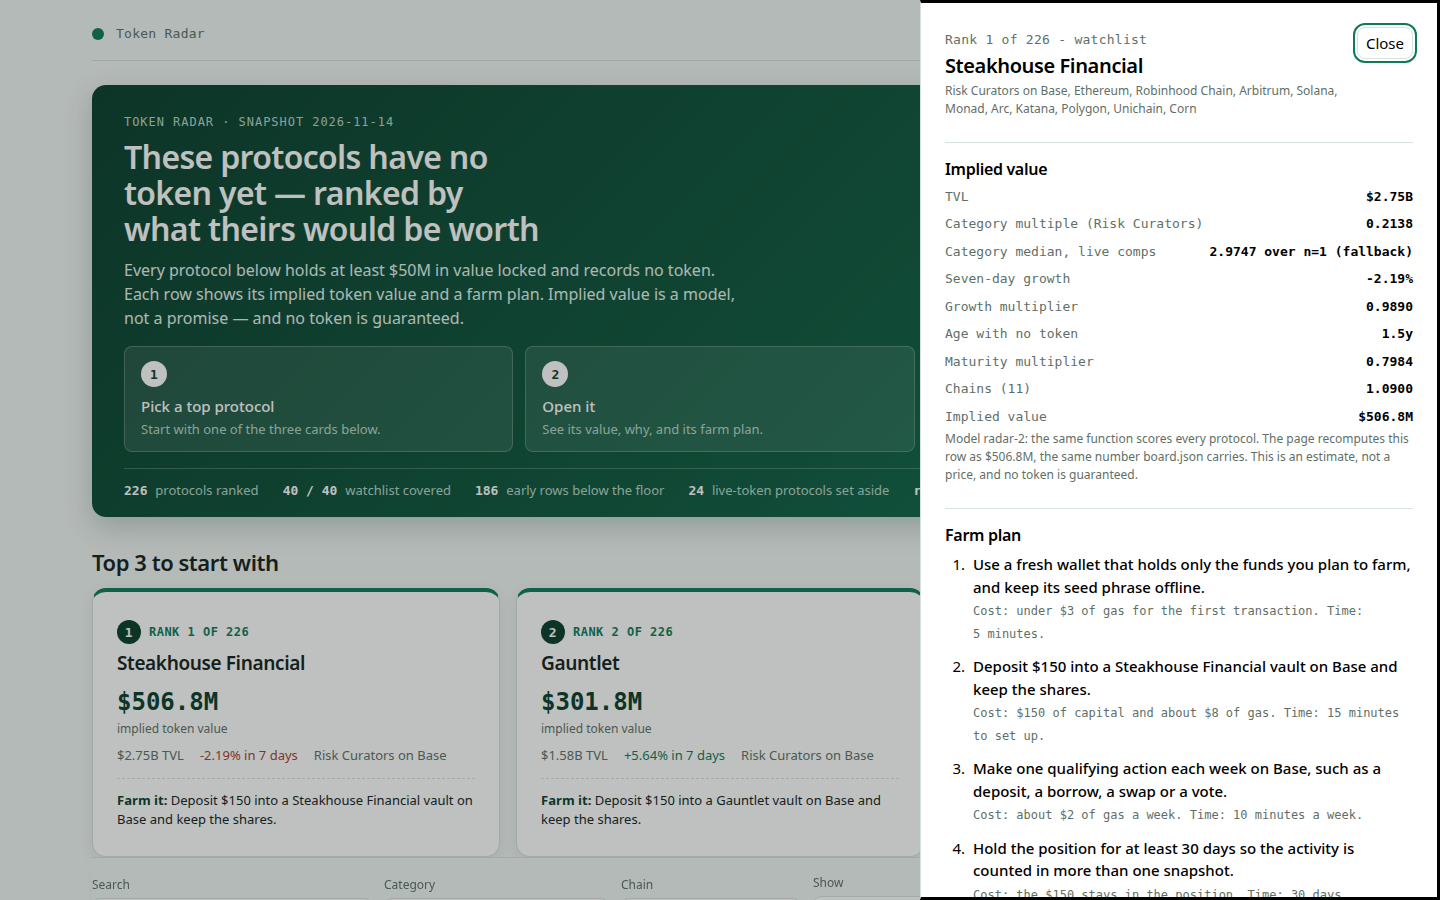 Token Radar
TOKEN RADAR · SNAPSHOT 2026-11-14
These protocols have no
token yet — ranked by
what theirs would be worth
Every protocol below holds at least $50M in value locked and records no token.
Each row shows its implied token value and a farm plan. Implied value is a model,
not a promise — and no token is guaranteed.
1
Pick a top protocol
Start with one of the three cards below.
2
Open it
See its value, why, and its farm plan.
226 protocols ranked 40 / 40 watchlist covered 186 early rows below the floor 24 live-token protocols set aside
Top 3 to start with
1 RANK 1 OF 226
Steakhouse Financial
$506.8M
implied token value
$2.75B TVL -2.19% in 7 days Risk Curators on Base
Farm it: Deposit $150 into a Steakhouse Financial vault on
Base and keep the shares.
2 RANK 2 OF 226
Gauntlet
$301.8M
implied token value
$1.58B TVL +5.64% in 7 days Risk Curators on Base
Farm it: Deposit $150 into a Gauntlet vault on Base and
keep the shares.
Search Category Chain Show
Rank 1 of 226 - watchlist
Close
Steakhouse Financial
Risk Curators on Base, Ethereum, Robinhood Chain, Arbitrum, Solana,
Monad, Arc, Katana, Polygon, Unichain, Corn
Implied value
TVL $2.75B
Category multiple (Risk Curators) 0.2138
Category median, live comps 2.9747 over n=1 (fallback)
Seven-day growth -2.19%
Growth multiplier 0.9890
Age with no token 1.5y
Maturity multiplier 0.7984
Chains (11) 1.0900
Implied value $506.8M
Model radar-2: the same function scores every protocol. The page recomputes this
row as $506.8M, the same number board.json carries. This is an estimate, not a
price, and no token is guaranteed.
Farm plan
1. Use a fresh wallet that holds only the funds you plan to farm,
and keep its seed phrase offline.
Cost: under $3 of gas for the first transaction. Time:
5 minutes.
2. Deposit $150 into a Steakhouse Financial vault on Base and
keep the shares.
Cost: $150 of capital and about $8 of gas. Time: 15 minutes
to set up.
3. Make one qualifying action each week on Base, such as a
deposit, a borrow, a swap or a vote.
Cost: about $2 of gas a week. Time: 10 minutes a week.
4. Hold the position for at least 30 days so the activity is
counted in more than one snapshot.
Cost: the $150 stays in the position. Time: 30 days